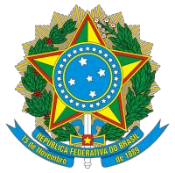 REPÚBLICA FEDERATIVA DO BRASIL
15 de Novembro
de 1889